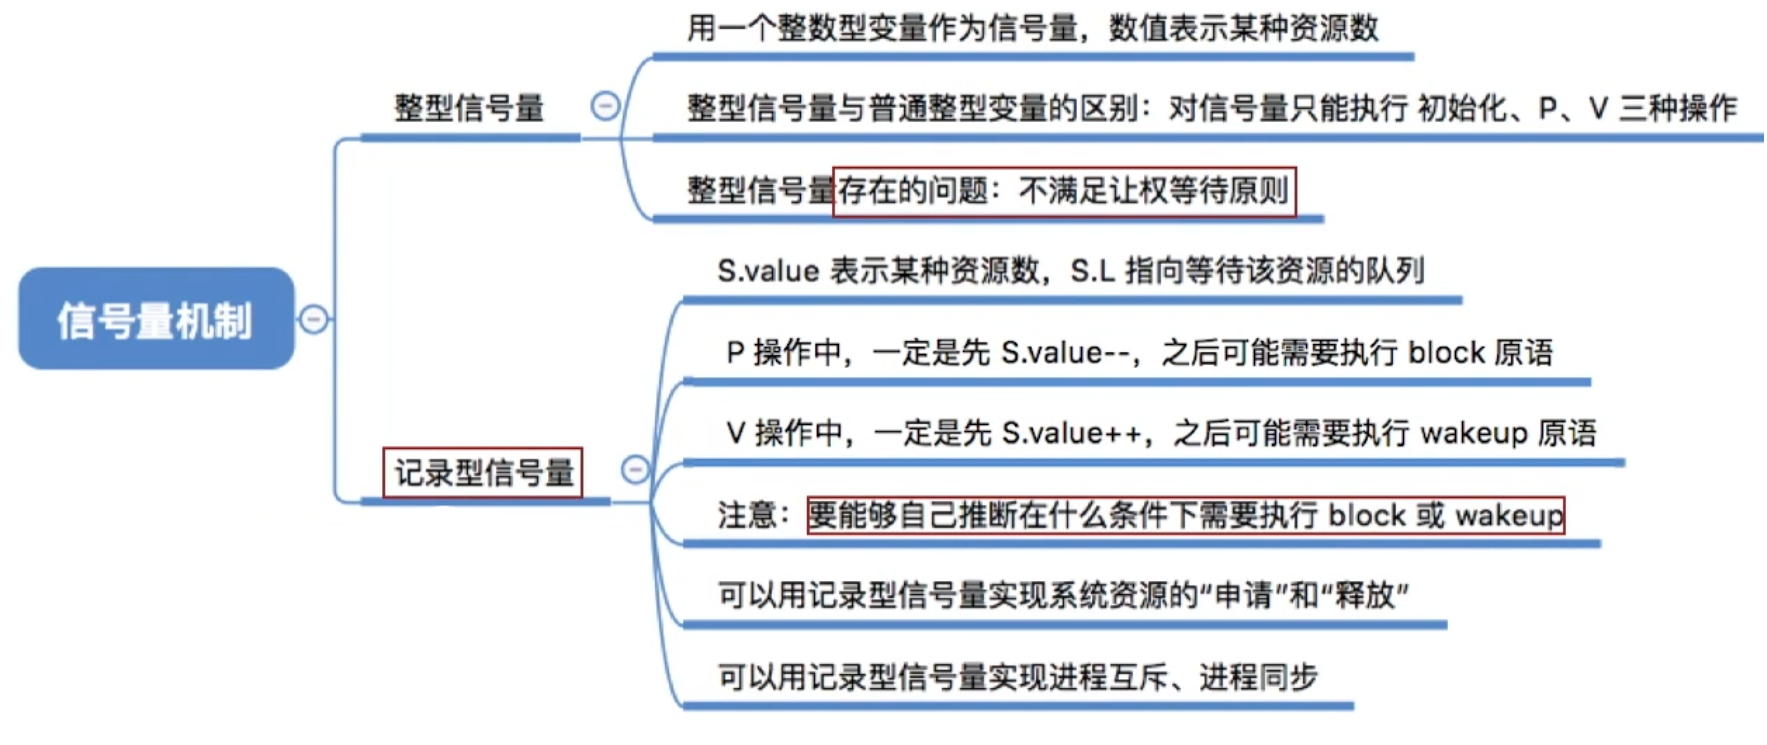 信号量机制
整型信号量
用一个整数型变量作为信号量，数值表示某种资源数
整型信号量与普通整型变量的区别：对信号量只能执行 初始化、P、V 三种操作
整型信号量存在的问题：不满足让权等待原则
记录型信号量
S.value 表示某种资源数，S.L 指向等待该资源的队列
P 操作中，一定是先 S.value--，之后可能需要执行 block 原语
V 操作中，一定是先 S.value++，之后可能需要执行 wakeup 原语
注意：要能够自己推断在什么条件下需要执行 block 或 wakeup
可以用记录型信号量实现系统资源的“申请”和“释放”
可以用记录型信号量实现进程互斥、进程同步